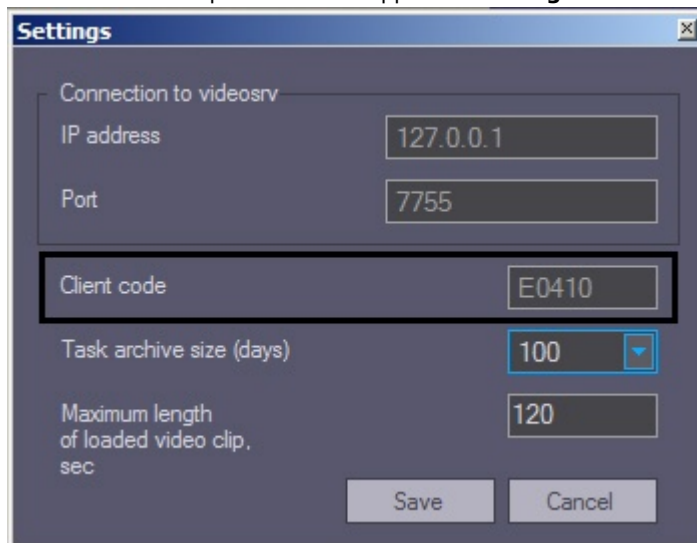 Settings
Connection to videosrv
IP address 127.0.0.1
Port 7755
Client code E0410
Task archive size (days) 100
Maximum length 120
of loaded video clip,
sec
Save Cancel